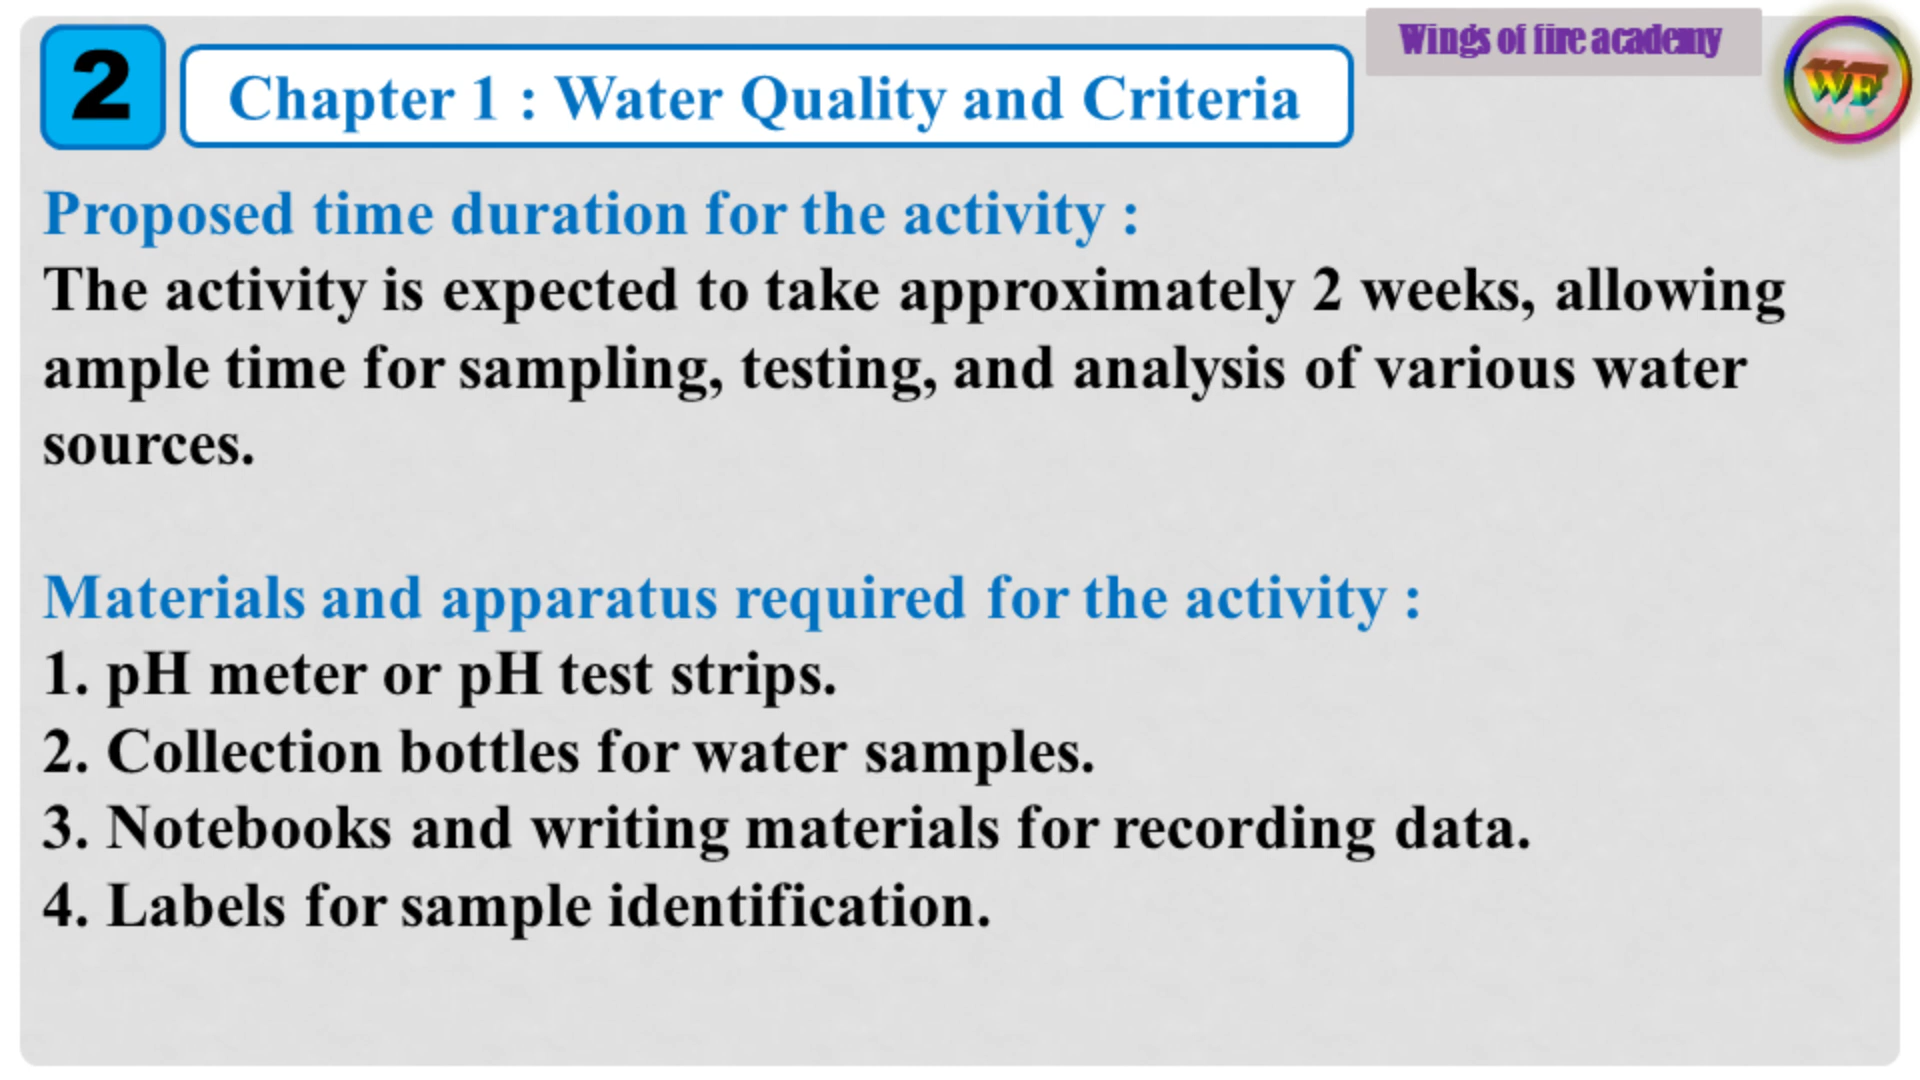 Wings of fire academy
WF
2
Chapter 1 : Water Quality and Criteria
Proposed time duration for the activity :
The activity is expected to take approximately 2 weeks, allowing
ample time for sampling, testing, and analysis of various water
sources.
Materials and apparatus required for the activity :
1. pH meter or pH test strips.
2. Collection bottles for water samples.
3. Notebooks and writing materials for recording data.
4. Labels for sample identification.